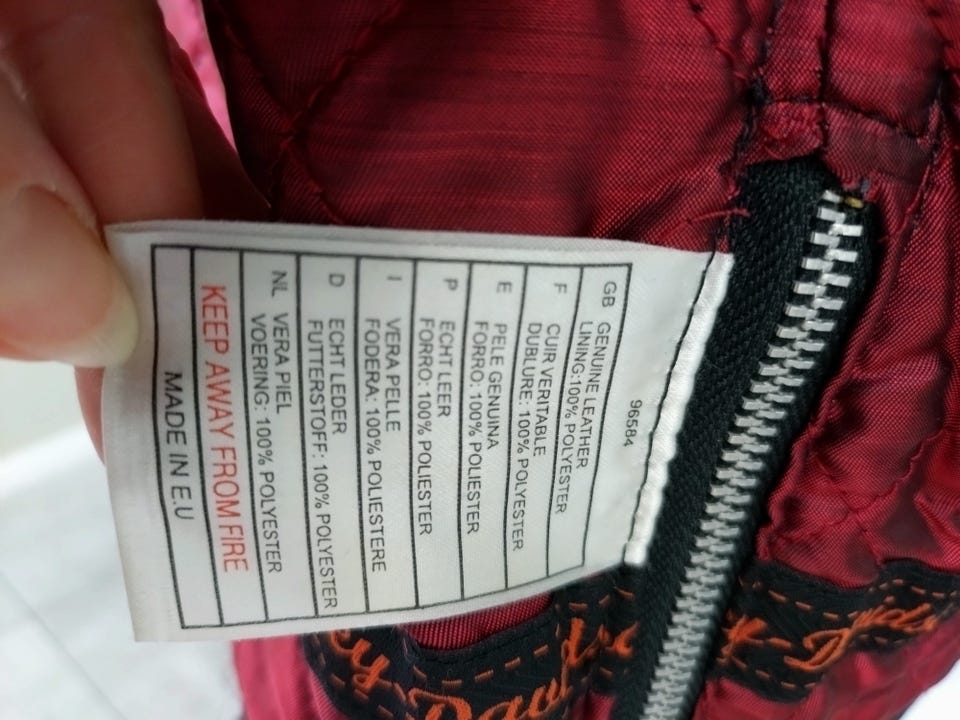 96584
GB GENUINE LEATHER
LINING:100% POLYESTER
F CUIR VERITABLE
DUBLURE: 100% POLYESTER
E PELE GENUINA
FORRO: 100% POLIESTER
P ECHT LEER
FORRO: 100% POLIESTER
I VERA PELLE
FODERA: 100% POLIESTERE
D ECHT LEDER
FUTTERSTOFF: 100% POLYESTER
NL VERA PIEL
VOERING: 100% POLYESTER
KEEP AWAY FROM FIRE
MADE IN E.U